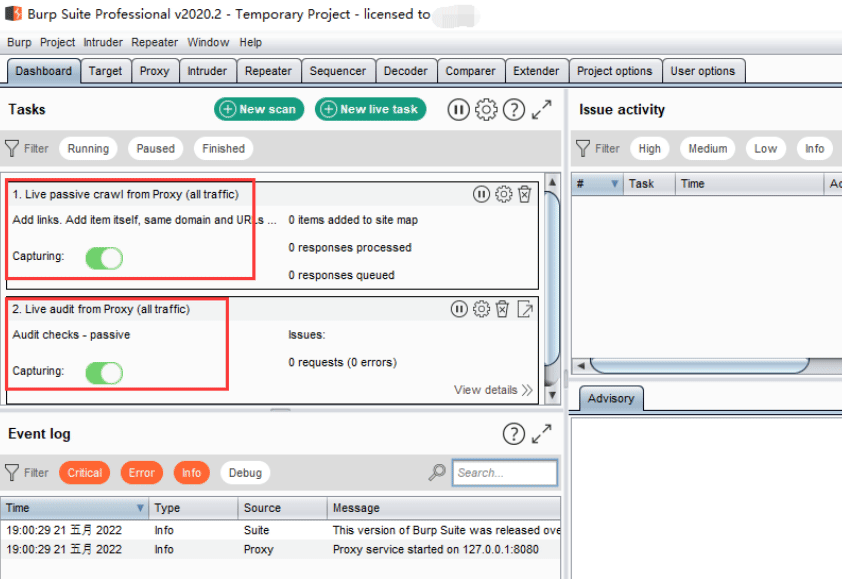 Burp Suite Professional v2020.2 - Temporary Project - licensed to
Burp Project Intruder Repeater Window Help
Dashboard Target Proxy Intruder Repeater Sequencer Decoder Comparer Extender Project options User options
Tasks
New scan
New live task
Filter Running Paused Finished
1. Live passive crawl from Proxy (all traffic)
Add links. Add item itself, same domain and URLs ...
0 items added to site map
0 responses processed
Capturing:
0 responses queued
2. Live audit from Proxy (all traffic)
Audit checks - passive
Issues:
0 requests (0 errors)
Capturing:
View details
Event log
Filter Critical Error Info Debug
Search...
Time Type Source Message
19:00:29 21 五月 2022 Info Suite This version of Burp Suite was released ove
19:00:29 21 五月 2022 Info Proxy Proxy service started on 127.0.0.1:8080
Issue activity
Filter High Medium Low Info
# Task Time Ac
Advisory